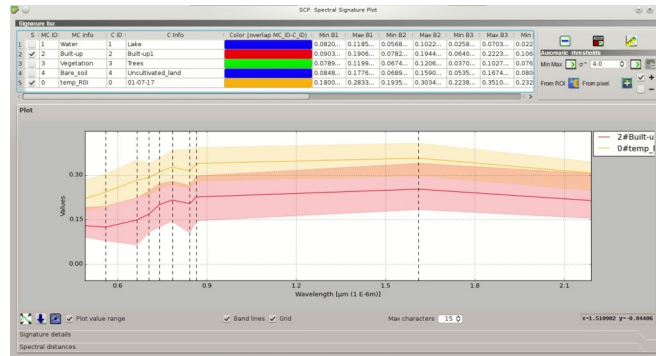 SCP: Spectral Signature Plot
Signature list
S MC ID MC Info C ID C Info Color [overlap MC_ID-C_ID] Min B1 Max B1 Min B2 Max B2 Min B3 Max B3 Min
1 1 Water 1 Lake 0.0820... 0.1185... 0.0568... 0.1022... 0.0258... 0.0703... 0.022
2 2 Built-up 2 Built-up1 0.0903... 0.1906... 0.0782... 0.1944... 0.0640... 0.2223... 0.106
3 3 Vegetation 3 Trees 0.0789... 0.1199... 0.0674... 0.1206... 0.0370... 0.1027... 0.076
4 4 Bare_soil 4 Uncultivated_land 0.0848... 0.1776... 0.0689... 0.1590... 0.0535... 0.1674... 0.080
5 0 temp_ROI 0 01-07-17 0.1800... 0.2833... 0.1935... 0.3034... 0.2238... 0.3510... 0.232
Automatic thresholds
Min Max σ* 4.0
From ROI From pixel
Plot
2#Built-u
0#temp_I
0.30
0.15
0.00
Values
0.6 0.9 1.2 1.5 1.8 2.1
Wavelength [µm (1 E-6m)]
Plot value range Band lines Grid Max characters 15 x=1.510902 y=-0.04406
Signature details
Spectral distances